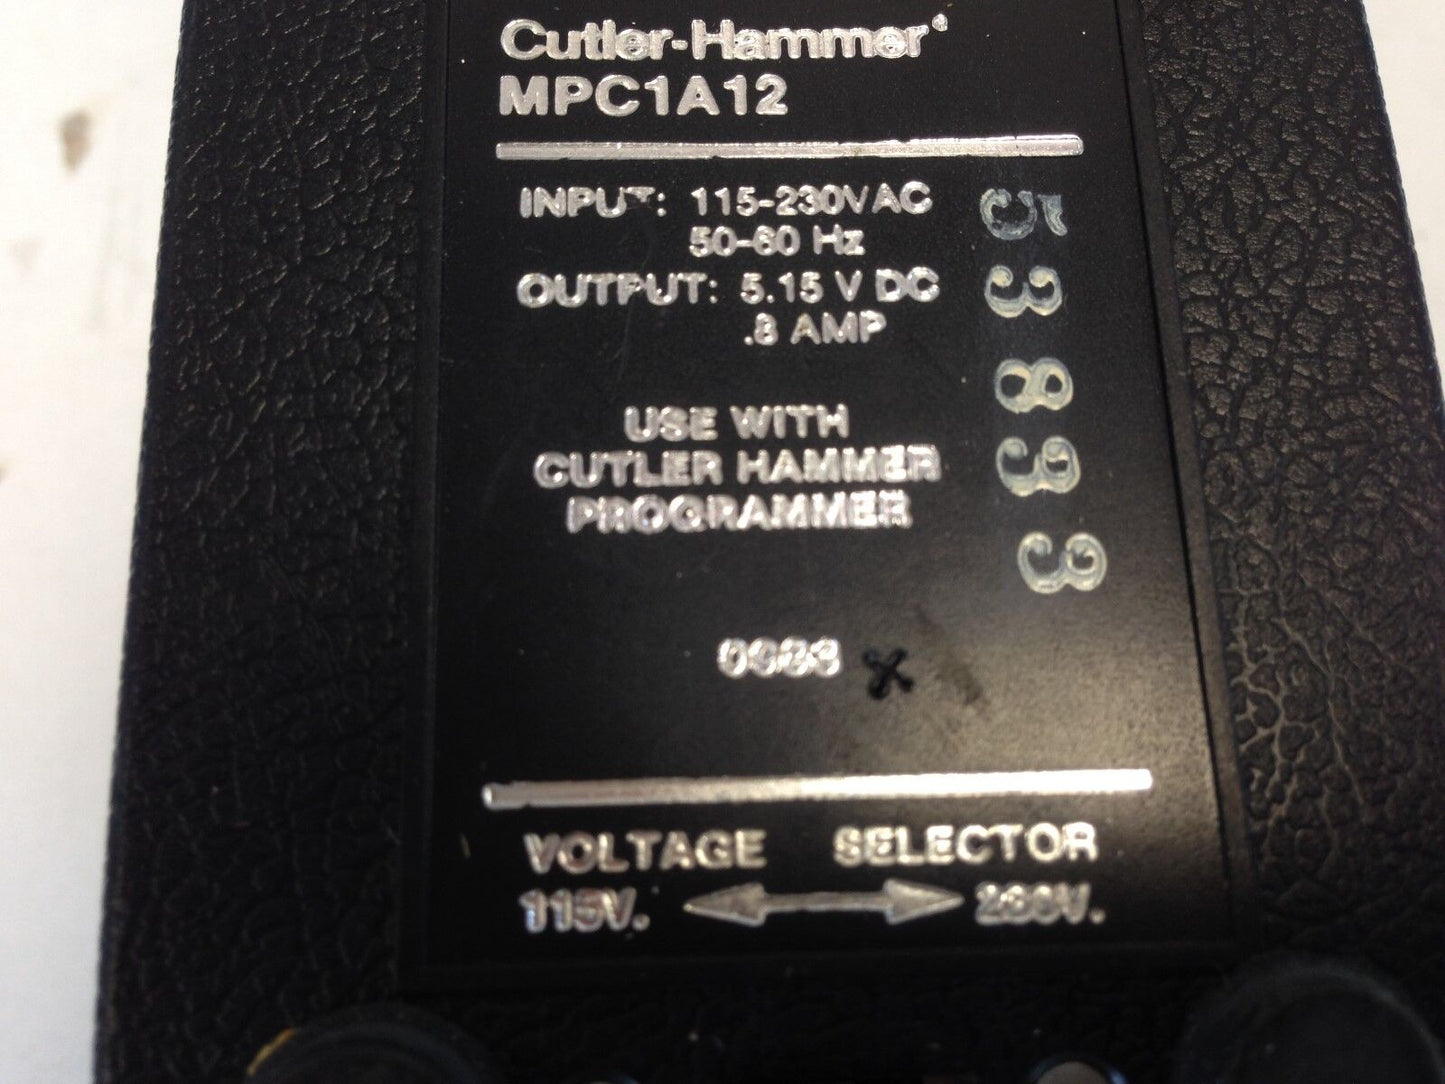 Cutler-Hammer
MPC1A12
INPUT: 115-230VAC
50-60 Hz
OUTPUT: 5.15 V DC
.8 AMP
USE WITH
CUTLER HAMMER
PROGRAMMER
VOLTAGE SELECTOR
115V. 230V.